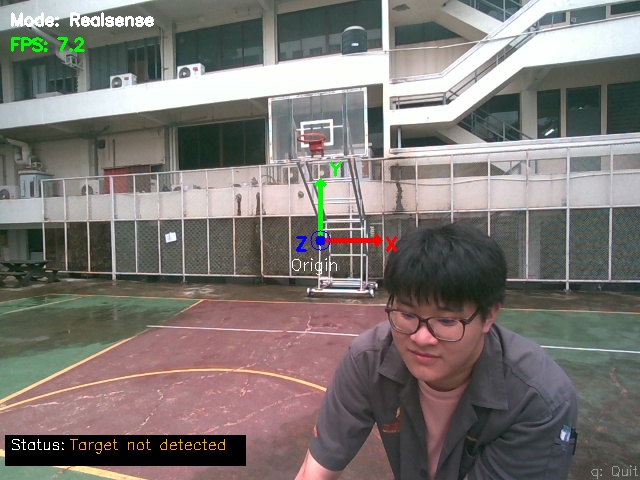 Mode: Realsense
FPS: 7.2
Y
Z
X
Origin
Status: Target not detected
q: Quit